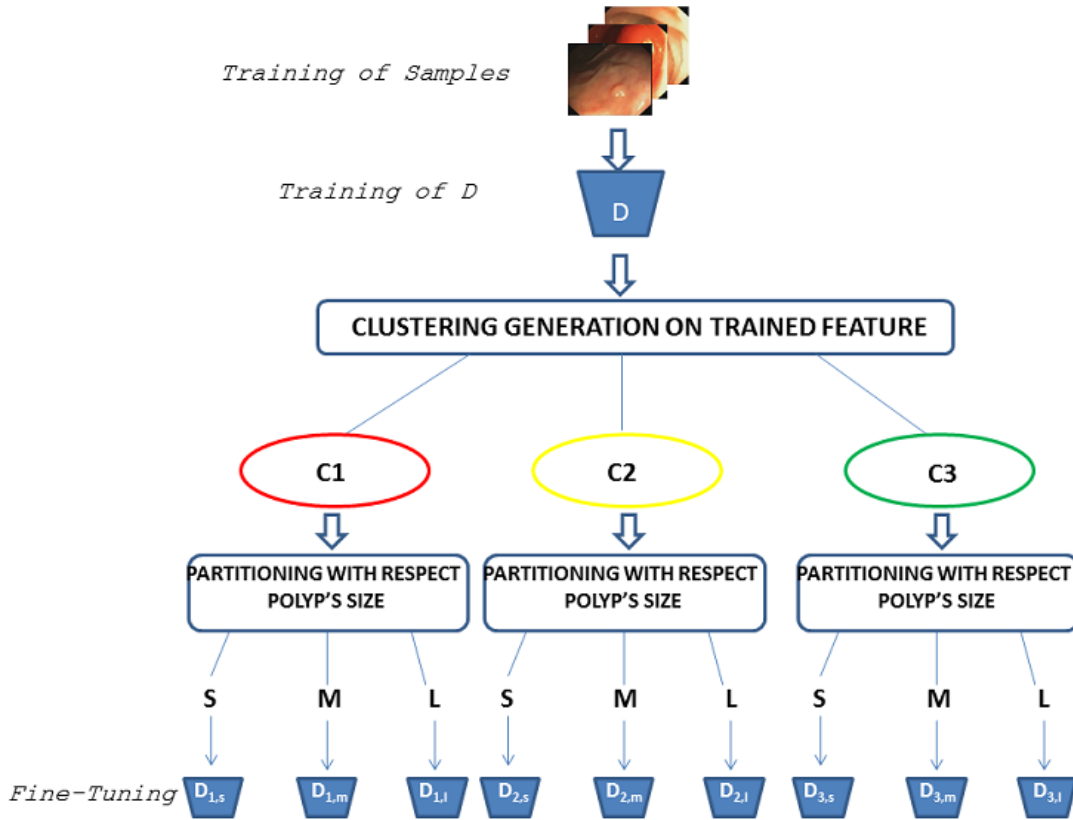 Training of Samples
Training of D
D
CLUSTERING GENERATION ON TRAINED FEATURE
C1
C2
C3
PARTITIONING WITH RESPECT
POLYP'S SIZE
PARTITIONING WITH RESPECT
POLYP'S SIZE
PARTITIONING WITH RESPECT
POLYP'S SIZE
S M L S M L S M L
Fine-Tuning D1,s D1,m D1,l D2,s D2,m D2,l D3,s D3,m D3,l